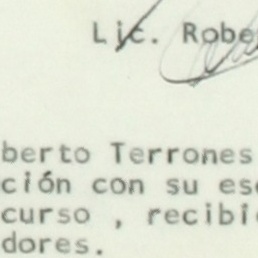 Lic. Robe
berto Terrones
ción con su es
curso , recibi
dores.